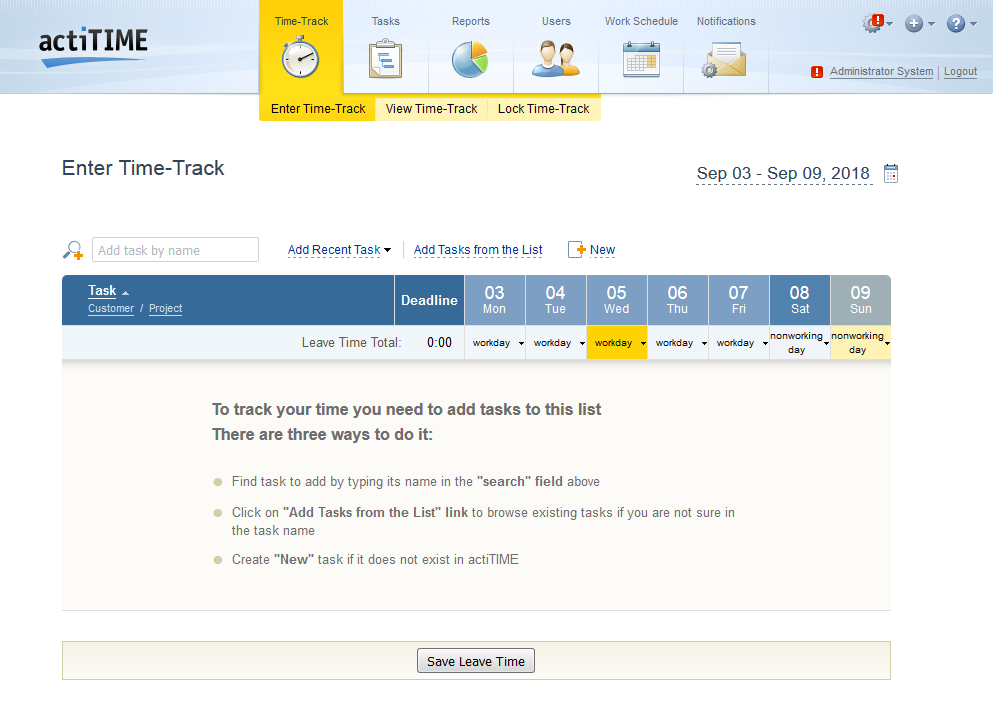 actiTIME
Time-Track
Tasks
Reports
Users
Work Schedule
Notifications
Administrator System | Logout
Enter Time-Track
View Time-Track
Lock Time-Track
Enter Time-Track
Sep 03 - Sep 09, 2018
Add task by name
Add Recent Task
Add Tasks from the List
New
Task
Customer / Project
Deadline
03
Mon
04
Tue
05
Wed
06
Thu
07
Fri
08
Sat
09
Sun
Leave Time Total: 0:00
workday
workday
workday
workday
workday
nonworking
day
nonworking
day
To track your time you need to add tasks to this list
There are three ways to do it:
Find task to add by typing its name in the "search" field above
Click on "Add Tasks from the List" link to browse existing tasks if you are not sure in
the task name
Create "New" task if it does not exist in actiTIME
Save Leave Time